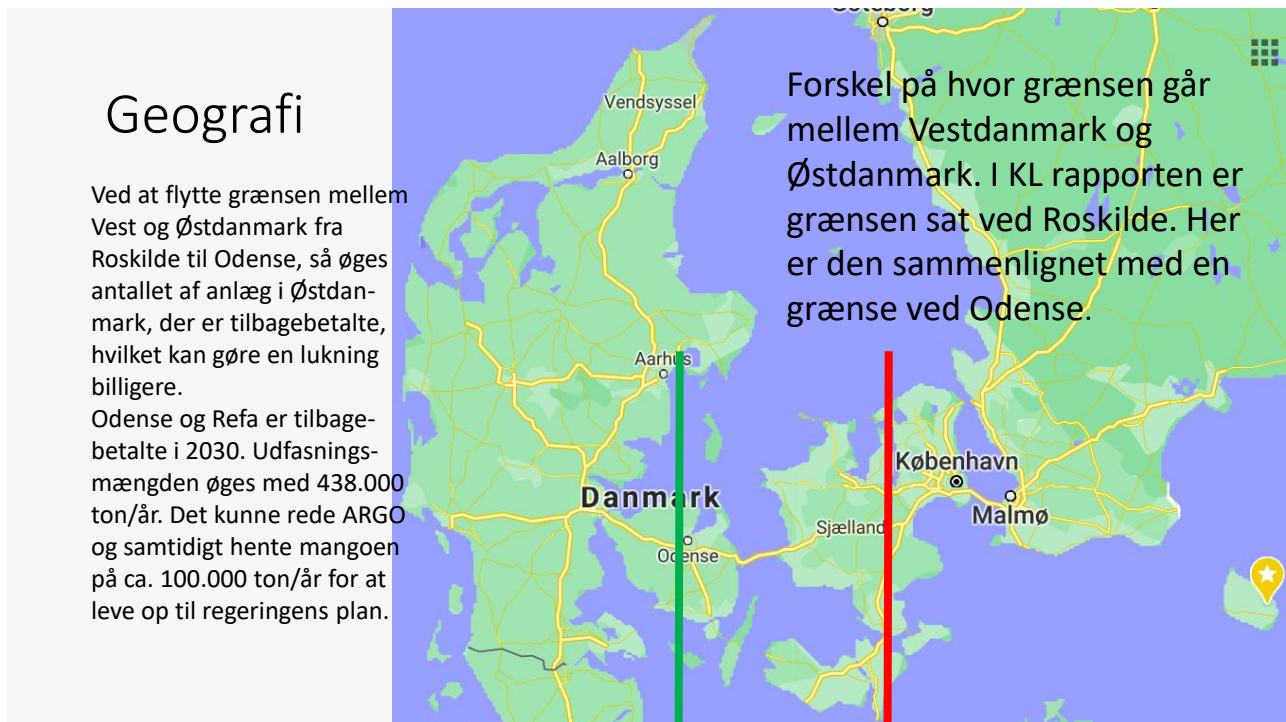 Geografi
Ved at flytte grænsen mellem
Vest og Østdanmark fra
Roskilde til Odense, så øges
antallet af anlæg i Østdan-
mark, der er tilbagebetalte,
hvilket kan gøre en lukning
billigere.
Odense og Refa er tilbage-
betalte i 2030. Udfasnings-
mængden øges med 438.000
ton/år. Det kunne rede ARGO
og samtidigt hente mangoen
på ca. 100.000 ton/år for at
leve op til regeringens plan.
Forskel på hvor grænsen går
mellem Vestdanmark og
Østdanmark. I KL rapporten er
grænsen sat ved Roskilde. Her
er den sammenlignet med en
grænse ved Odense.
Vendsyssel
Aalborg
Aarhus
København
Danmark
Malmø
Sjælland
Odense